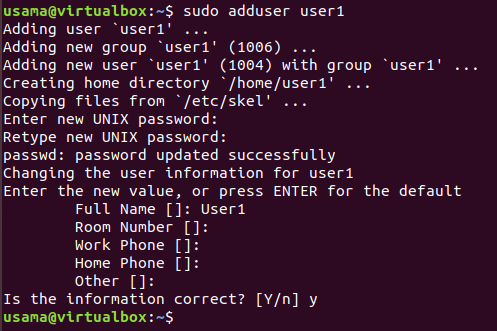 usama@virtualbox:~$ sudo adduser user1
Adding user `user1' ...
Adding new group `user1' (1006) ...
Adding new user `user1' (1004) with group `user1' ...
Creating home directory `/home/user1' ...
Copying files from `/etc/skel' ...
Enter new UNIX password:
Retype new UNIX password:
passwd: password updated successfully
Changing the user information for user1
Enter the new value, or press ENTER for the default
        Full Name []: User1
        Room Number []:
        Work Phone []:
        Home Phone []:
        Other []:
Is the information correct? [Y/n] y
usama@virtualbox:~$